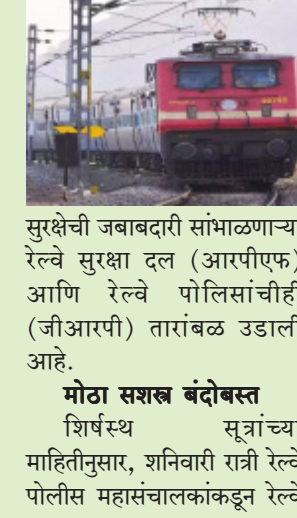 सुरक्षेची जबाबदारी सांभाळणाऱ्या
रेल्वे सुरक्षा दल (आरपीएफ)
आणि रेल्वे पोलिसांचीही
(जीआरपी) तारांबळ उडाली
आहे.
मोठा सशस्त्र बंदोबस्त
शिर्षस्थ सूत्रांच्या
माहितीनुसार, शनिवारी रात्री रेल्वे
पोलीस महासंचालकांकडून रेल्वे